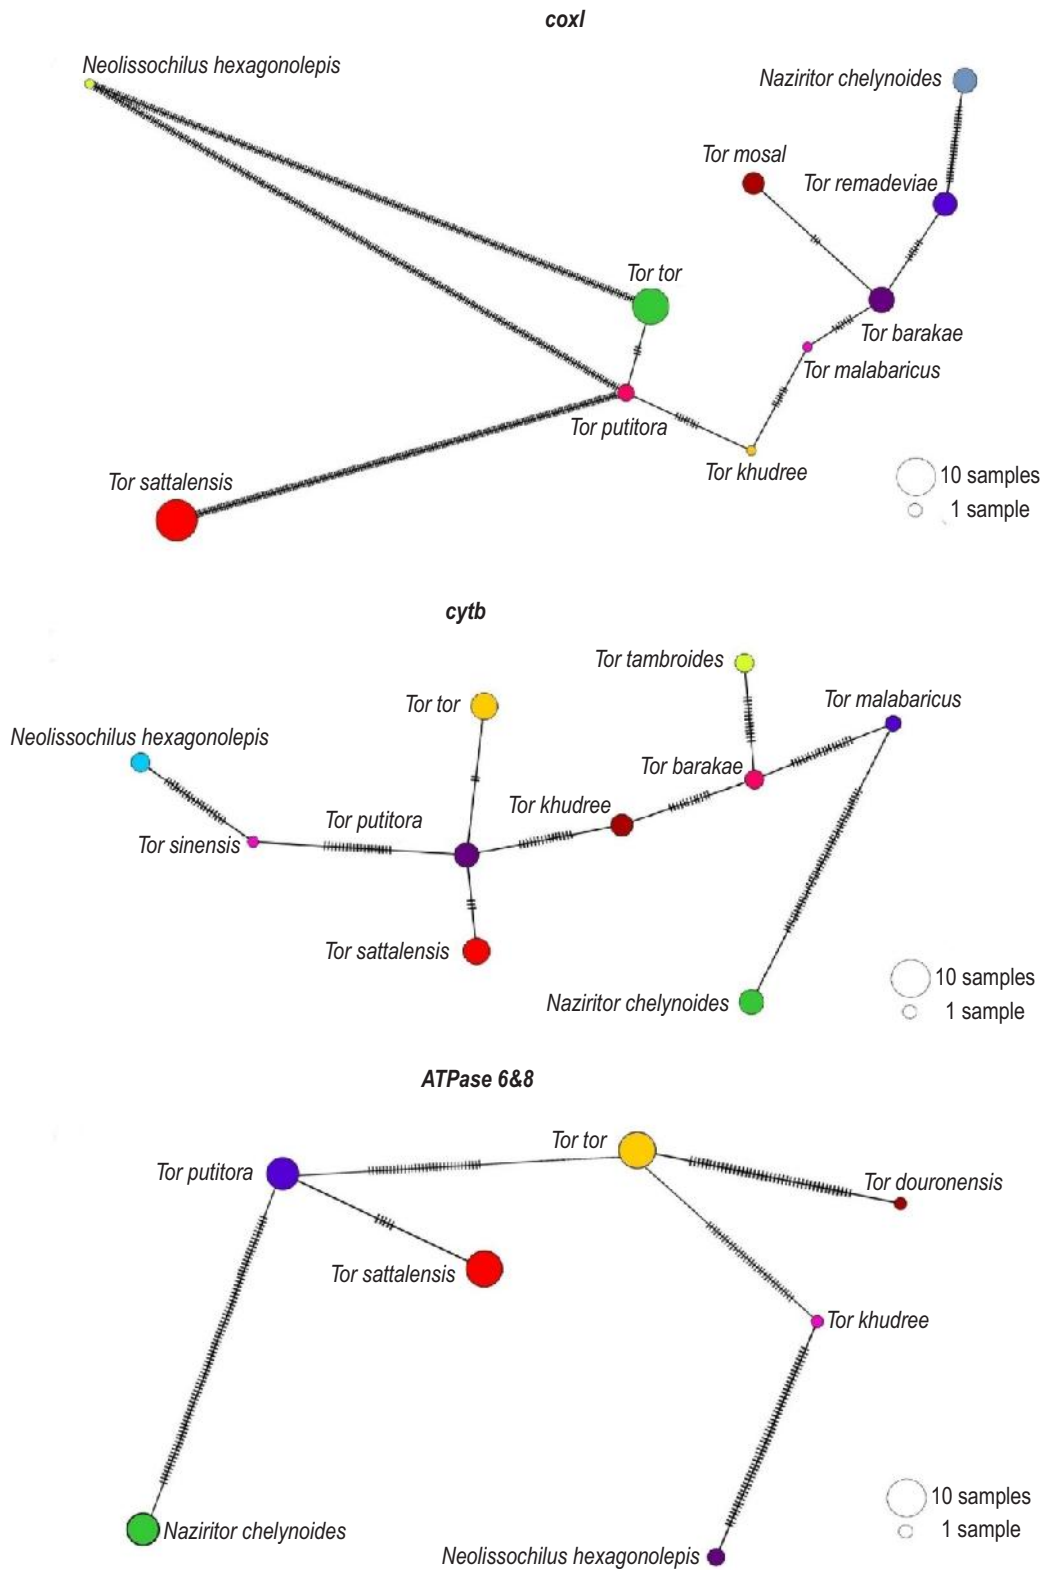 coxI
Neolissochilus hexagonolepis
Naziritor chelynoides
Tor mosal
Tor remadeviae
Tor tor
Tor barakae
Tor malabaricus
Tor putitora
Tor khudree
Tor sattalensis
10 samples
1 sample
cytb
Tor tambroides
Tor tor
Tor malabaricus
Neolissochilus hexagonolepis
Tor barakae
Tor khudree
Tor putitora
Tor sinensis
Tor sattalensis
Naziritor chelynoides
10 samples
1 sample
ATPase 6&8
Tor tor
Tor putitora
Tor douronensis
Tor sattalensis
Tor khudree
Naziritor chelynoides
Neolissochilus hexagonolepis
10 samples
1 sample